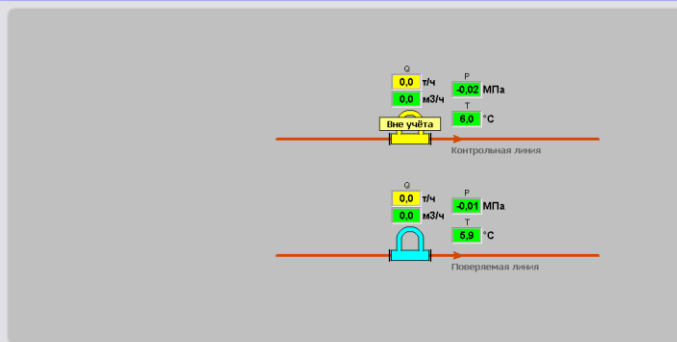 Q
0,0 т/ч
0,0 м3/ч
P
-0,02 МПа
T
6,0 °C
Вне учёта
Контрольная линия
Q
0,0 т/ч
0,0 м3/ч
P
-0,01 МПа
T
5,9 °C
Поверяемая линия